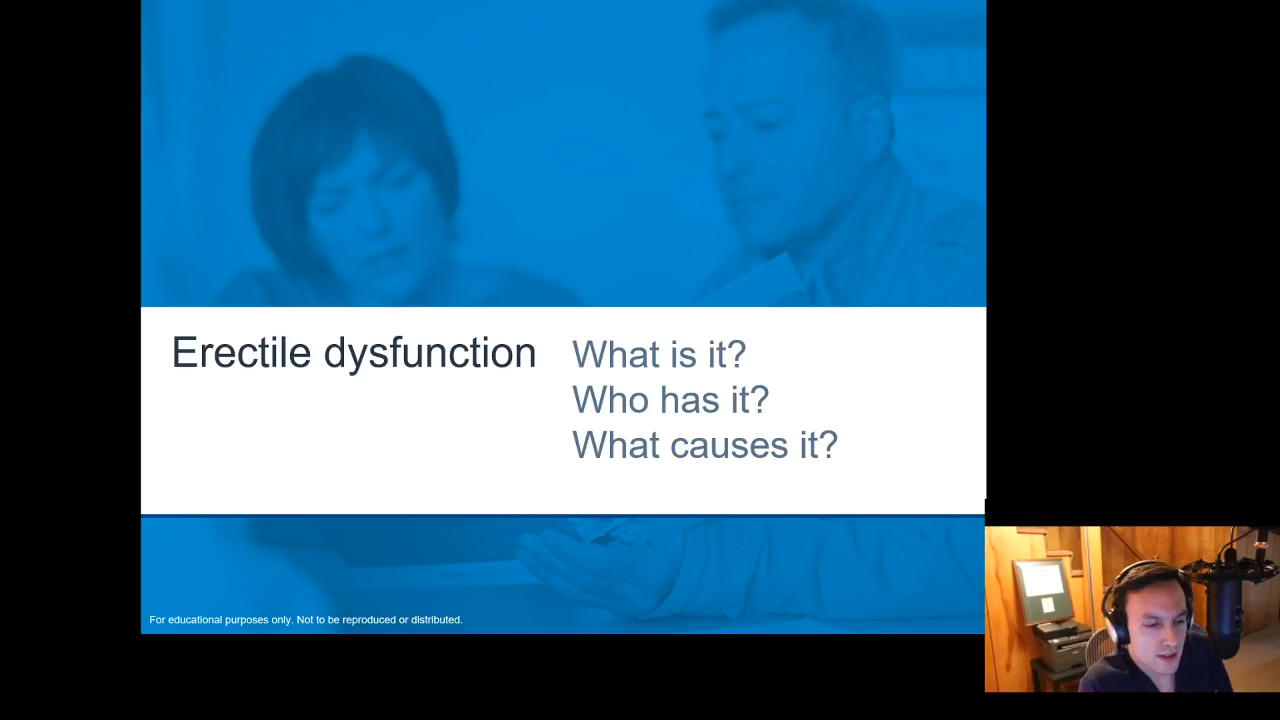 Erectile dysfunction
What is it?
Who has it?
What causes it?
For educational purposes only. Not to be reproduced or distributed.